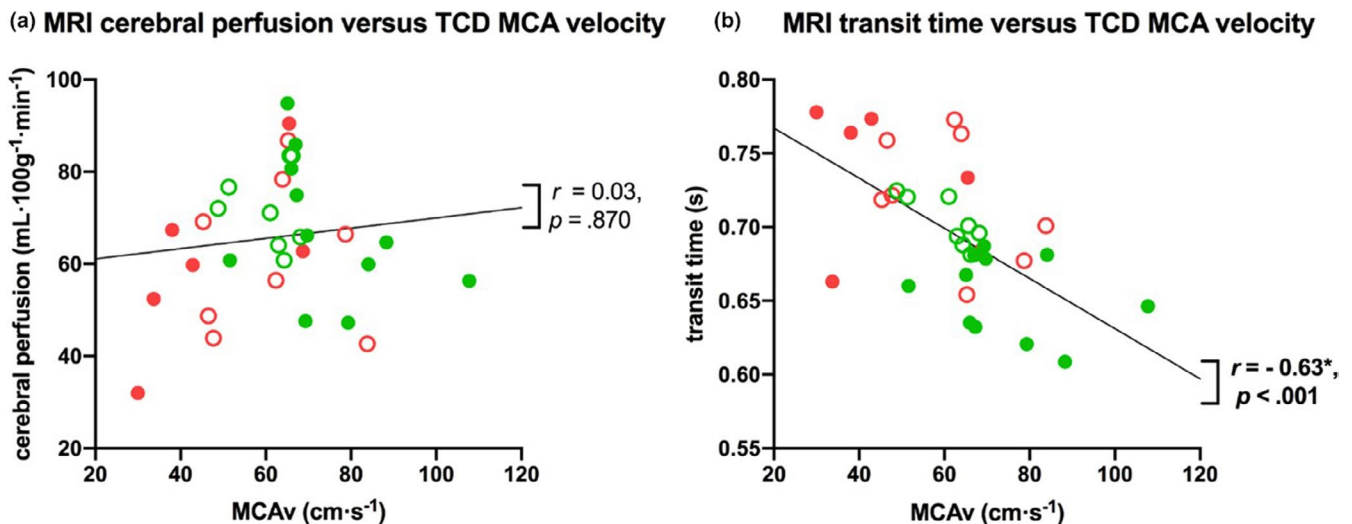 (a) MRI cerebral perfusion versus TCD MCA velocity
cerebral perfusion (mL·100g⁻¹·min⁻¹)
100
80
60
40
20
20 40 60 80 100 120
MCAv (cm·s⁻¹)
r = 0.03,
p = .870
(b) MRI transit time versus TCD MCA velocity
transit time (s)
0.80
0.75
0.70
0.65
0.60
0.55
20 40 60 80 100 120
MCAv (cm·s⁻¹)
r = - 0.63*,
p < .001